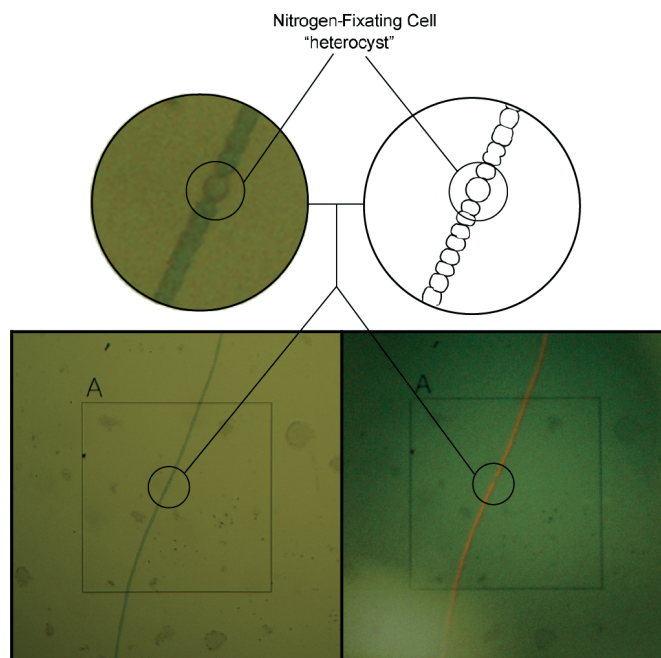 Nitrogen-Fixating Cell
“heterocyst”
A
A